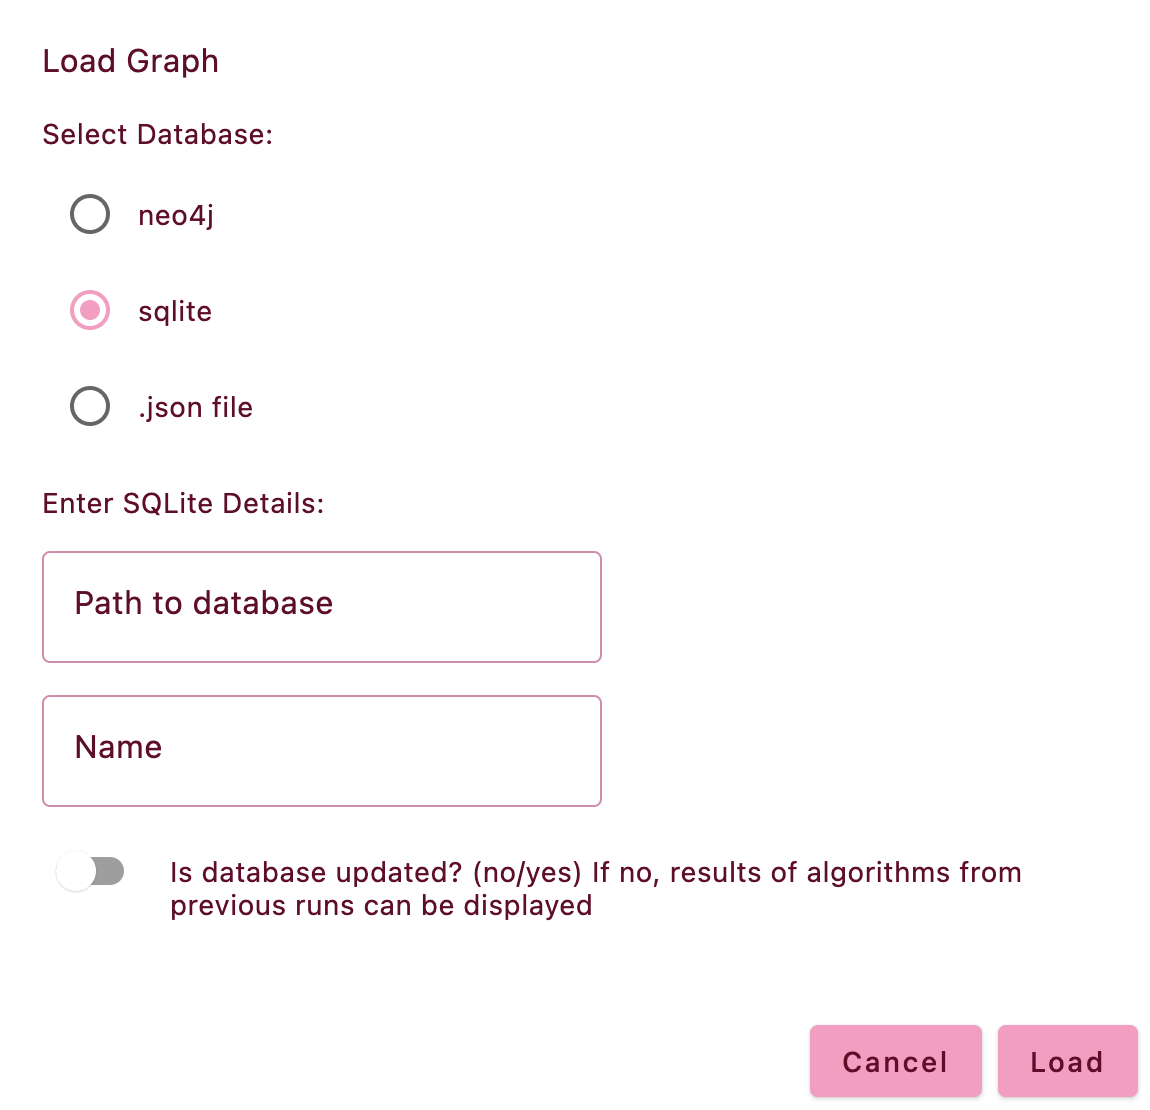 Load Graph
Select Database:
neo4j
sqlite
.json file
Enter SQLite Details:
Path to database
Name
Is database updated? (no/yes) If no, results of algorithms from
previous runs can be displayed
Cancel Load